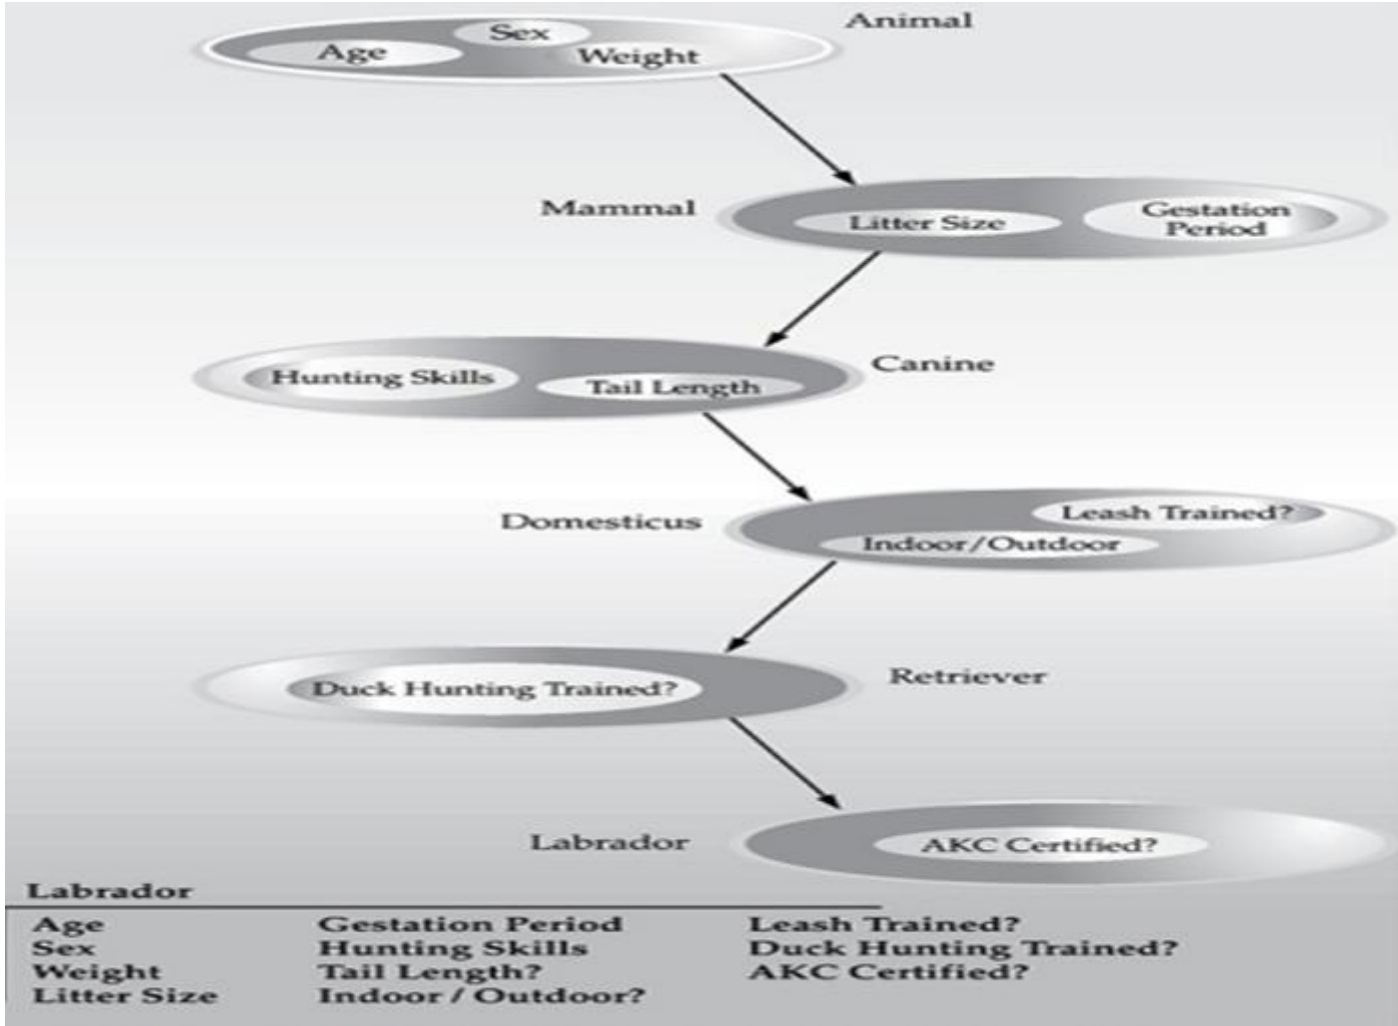 Animal
Sex
Age
Weight
Mammal
Litter Size
Gestation
Period
Canine
Hunting Skills
Tail Length
Domesticus
Leash Trained?
Indoor/Outdoor
Retriever
Duck Hunting Trained?
Labrador
AKC Certified?
Labrador
Age Gestation Period Leash Trained?
Sex Hunting Skills Duck Hunting Trained?
Weight Tail Length? AKC Certified?
Litter Size Indoor / Outdoor?